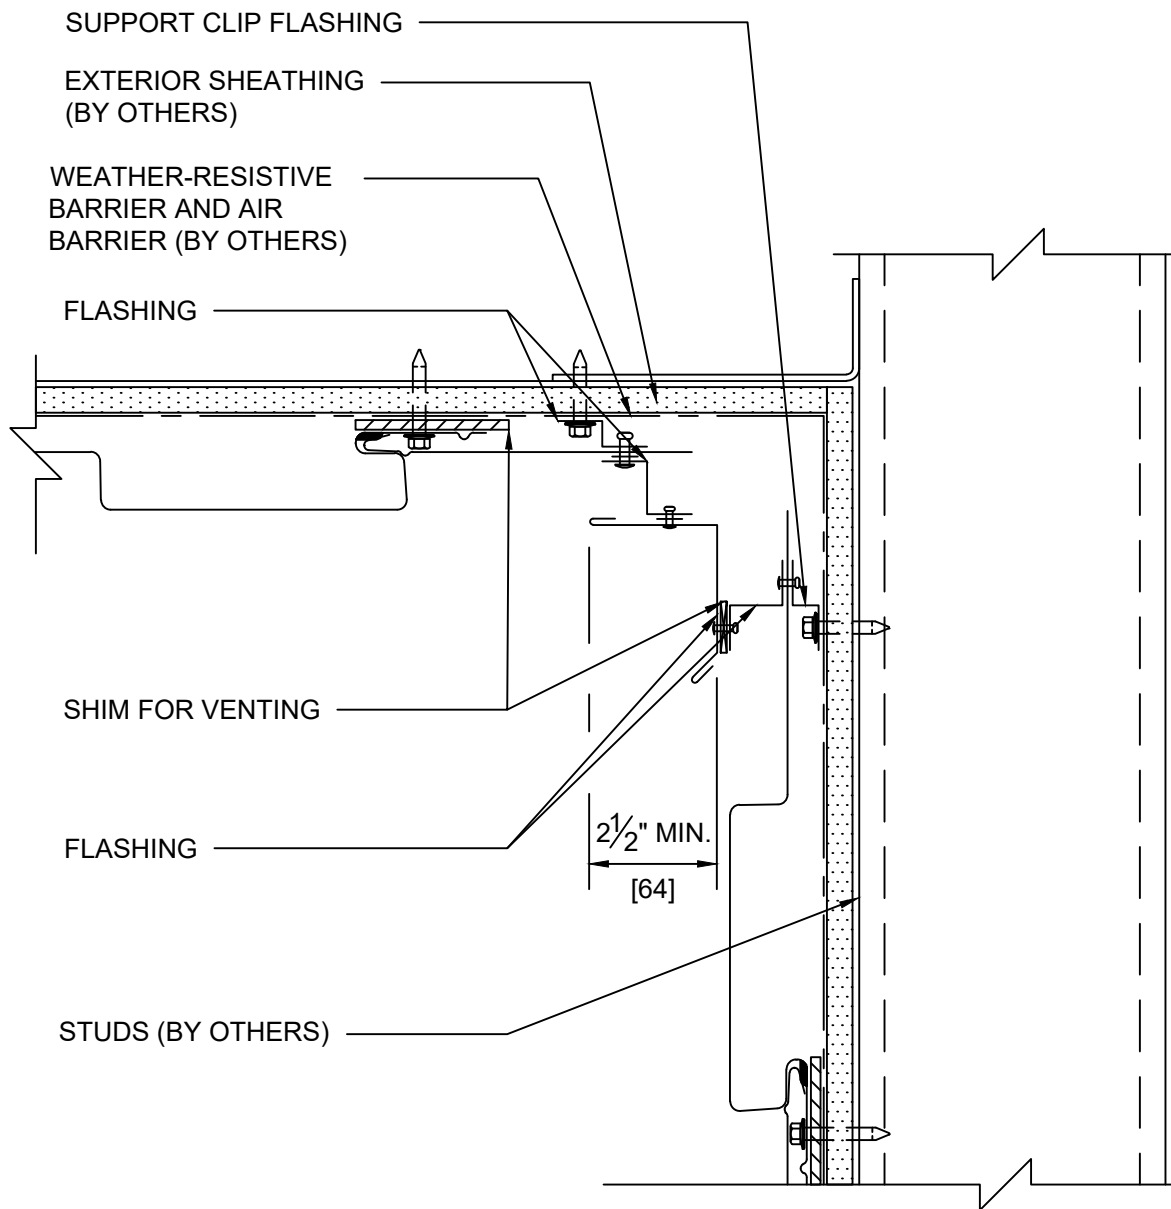 SUPPORT CLIP FLASHING
EXTERIOR SHEATHING
(BY OTHERS)
WEATHER-RESISTIVE
BARRIER AND AIR
BARRIER (BY OTHERS)
FLASHING
SHIM FOR VENTING
FLASHING
2½" MIN.
[64]
STUDS (BY OTHERS)